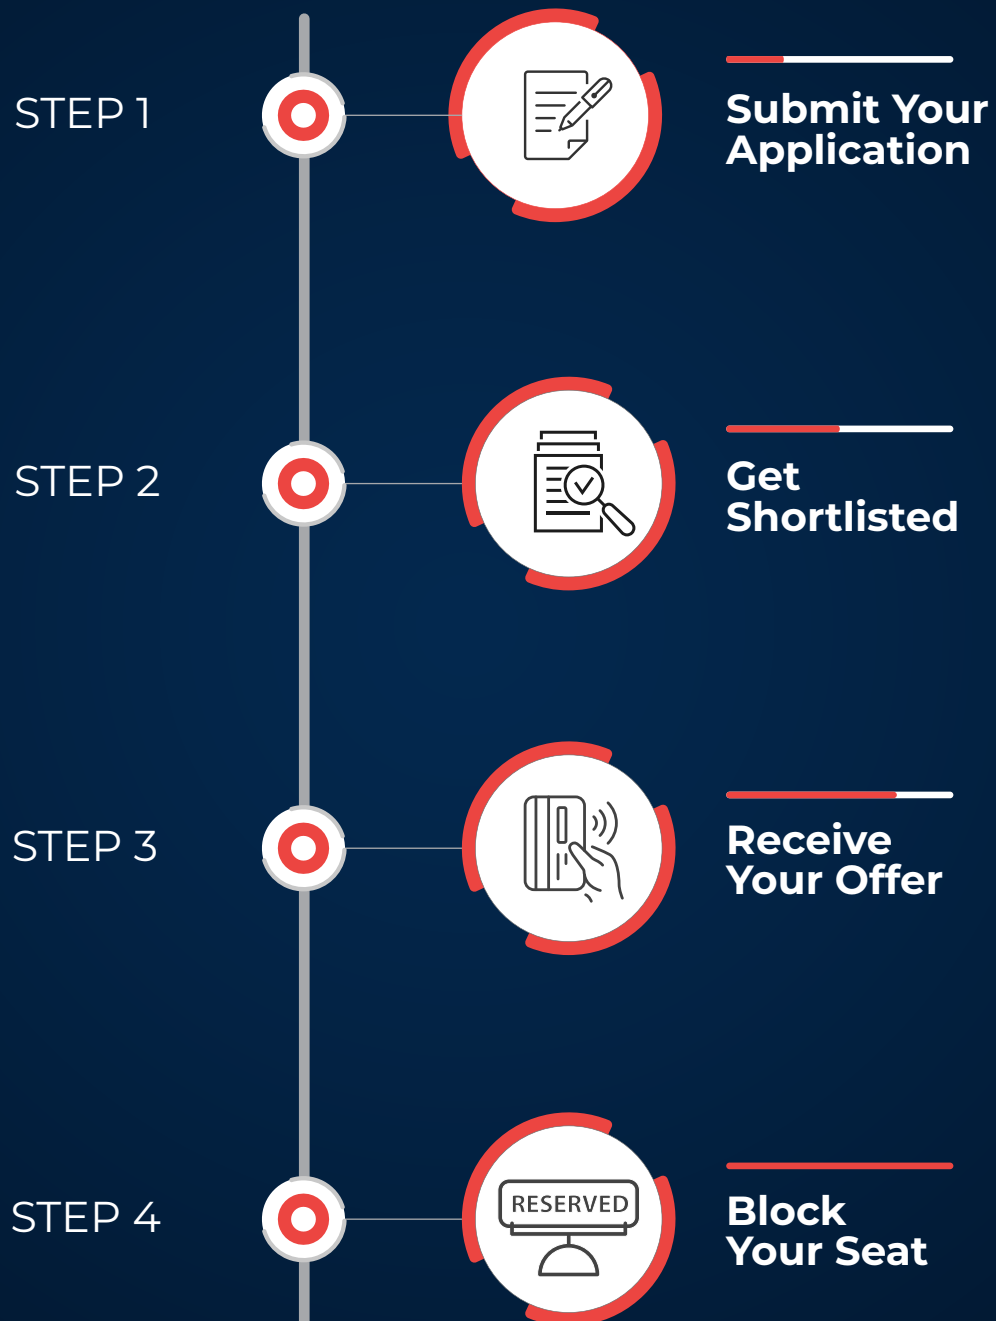 STEP 1
Submit Your
Application
STEP 2
Get
Shortlisted
STEP 3
Receive
Your Offer
STEP 4
RESERVED
Block
Your Seat